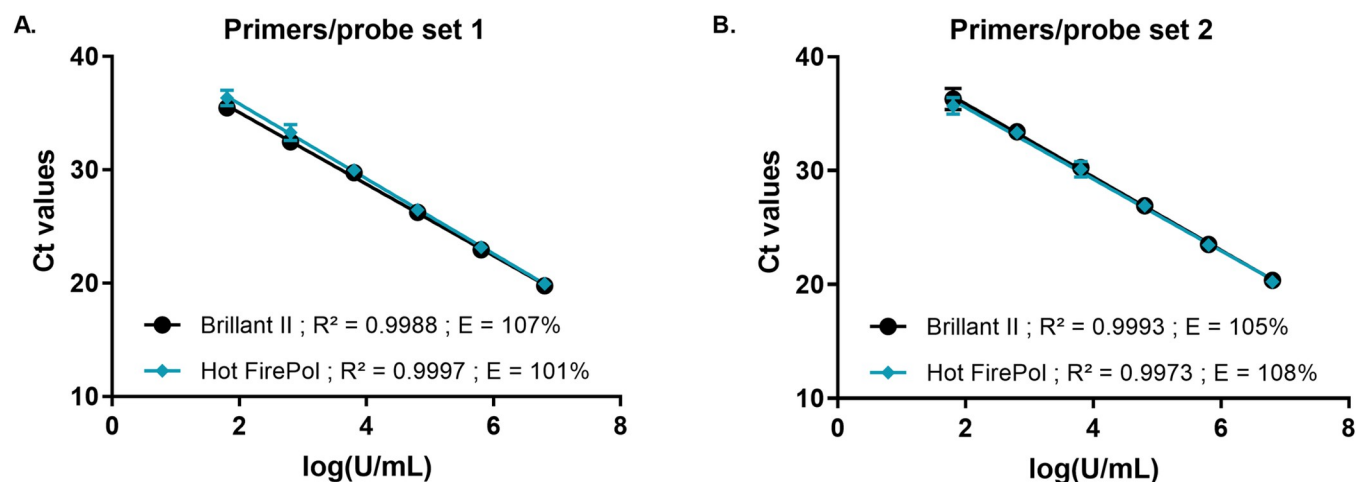 A.
Primers/probe set 1
40
30
20
10
Ct values
Brillant II ; R² = 0.9988 ; E = 107%
Hot FirePol ; R² = 0.9997 ; E = 101%
0 2 4 6 8
log(U/mL)
B.
Primers/probe set 2
40
30
20
10
Ct values
Brillant II ; R² = 0.9993 ; E = 105%
Hot FirePol ; R² = 0.9973 ; E = 108%
0 2 4 6 8
log(U/mL)